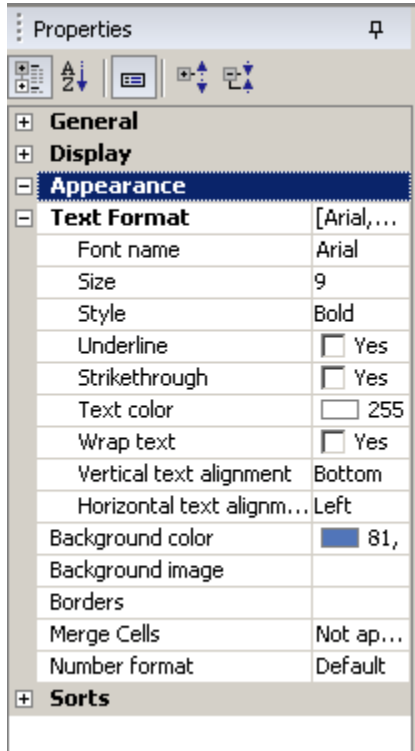 Properties
General
Display
Appearance
Text Format [Arial,...
Font name Arial
Size 9
Style Bold
Underline Yes
Strikethrough Yes
Text color 255
Wrap text Yes
Vertical text alignment Bottom
Horizontal text alignm... Left
Background color 81,
Background image
Borders
Merge Cells Not ap...
Number format Default
Sorts